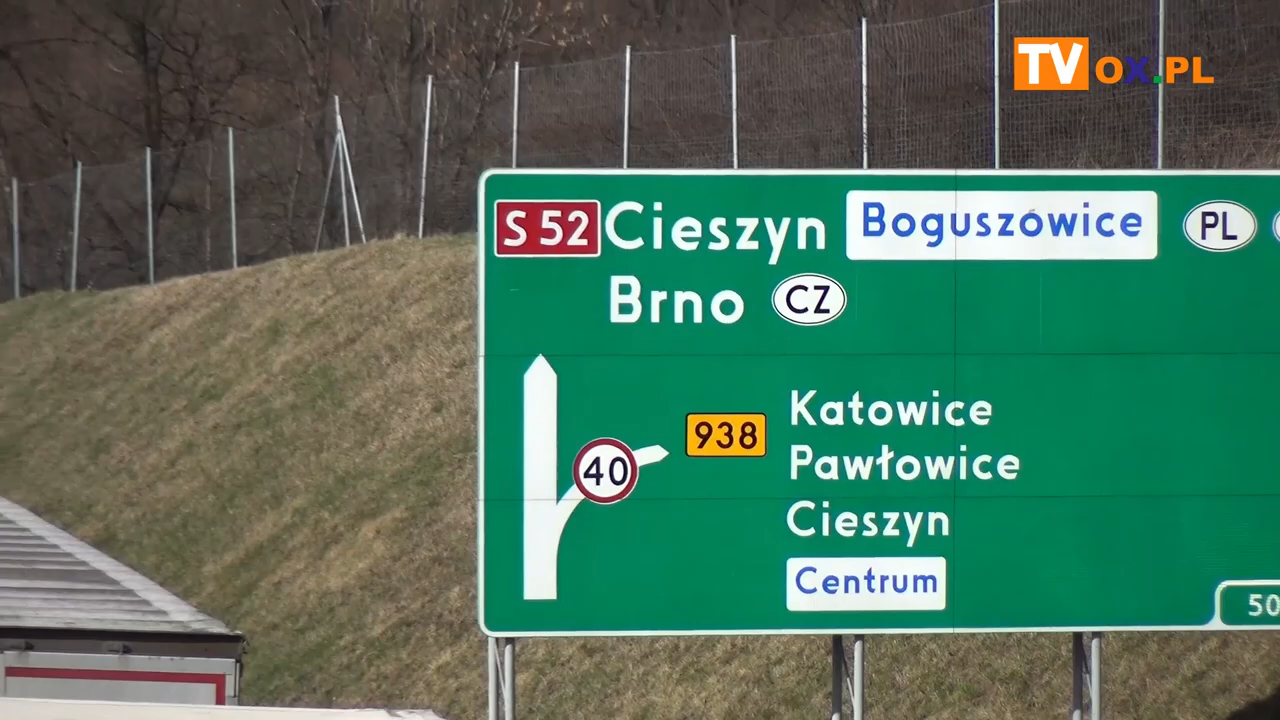 TVOX.PL
S 52 Cieszyn Boguszowice PL
Brno CZ
938 Katowice
40 Pawłowice
Cieszyn
Centrum
50